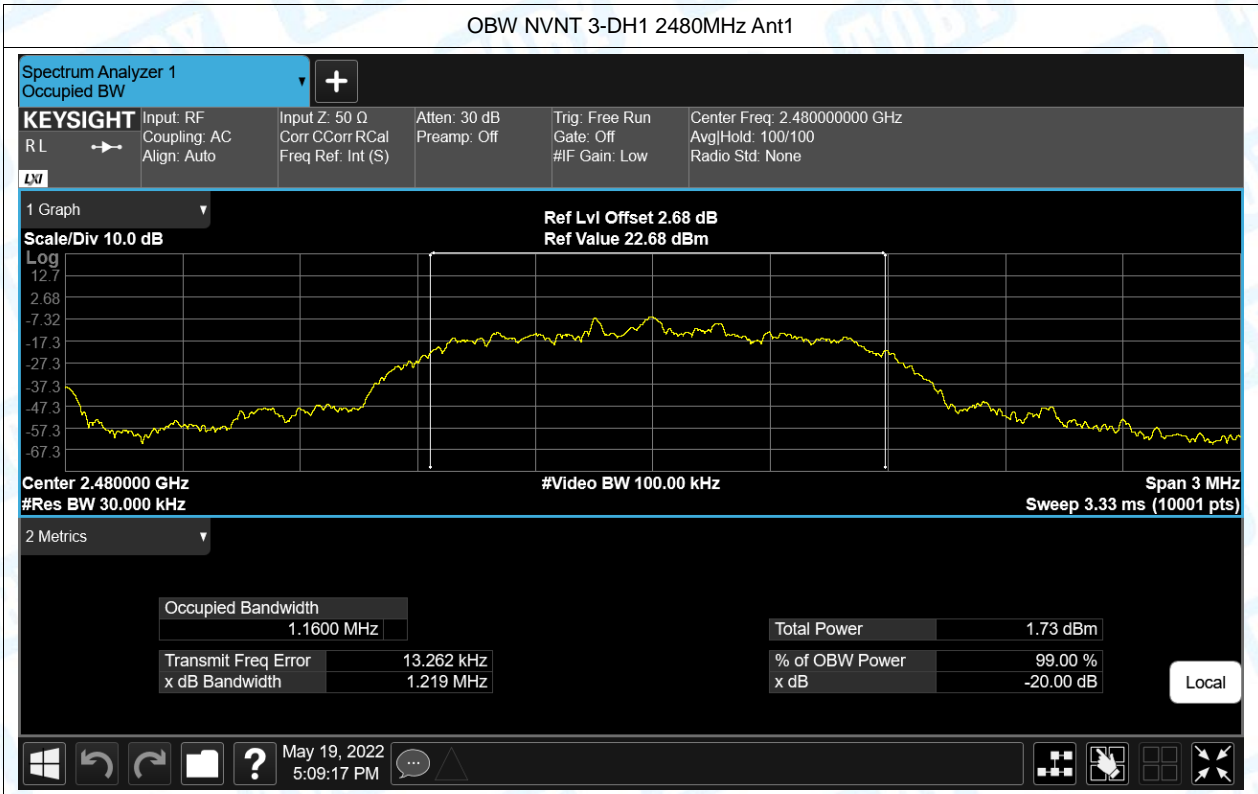 OBW NVNT 3-DH1 2480MHz Ant1
Spectrum Analyzer 1
Occupied BW
KEYSIGHT
RL
LXI
Input: RF
Coupling: AC
Align: Auto
Input Z: 50 Ω
Corr CCorr RCal
Freq Ref: Int (S)
Atten: 30 dB
Preamp: Off
Trig: Free Run
Gate: Off
#IF Gain: Low
Center Freq: 2.480000000 GHz
Avg|Hold: 100/100
Radio Std: None
1 Graph
Scale/Div 10.0 dB
Ref Lvl Offset 2.68 dB
Ref Value 22.68 dBm
Log
12.7
2.68
-7.32
-17.3
-27.3
-37.3
-47.3
-57.3
-67.3
Center 2.480000 GHz
#Video BW 100.00 kHz
Span 3 MHz
#Res BW 30.000 kHz
Sweep 3.33 ms (10001 pts)
2 Metrics
Occupied Bandwidth
1.1600 MHz
Total Power 1.73 dBm
Transmit Freq Error 13.262 kHz
% of OBW Power 99.00 %
x dB Bandwidth 1.219 MHz
x dB -20.00 dB
Local
?
May 19, 2022
5:09:17 PM